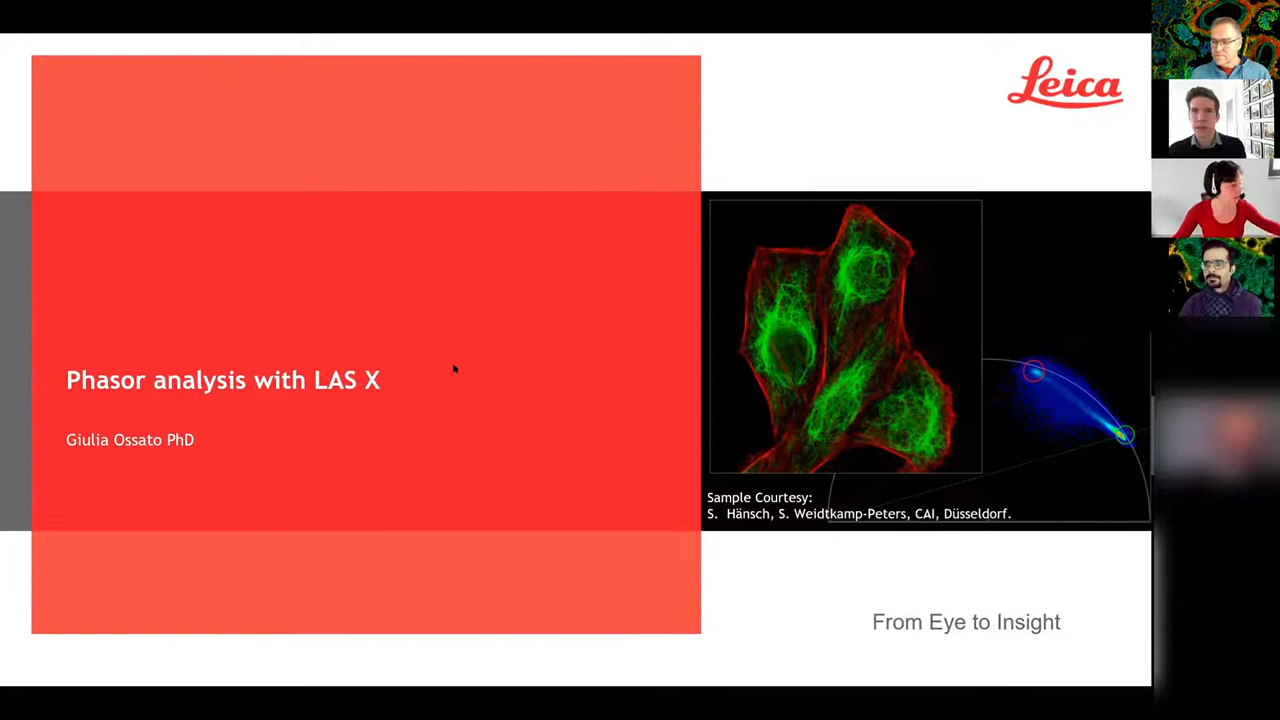 Leica
Phasor analysis with LAS X
Giulia Ossato PhD
Sample Courtesy:
S. Hänsch, S. Weidtkamp-Peters, CAI, Düsseldorf.
From Eye to Insight